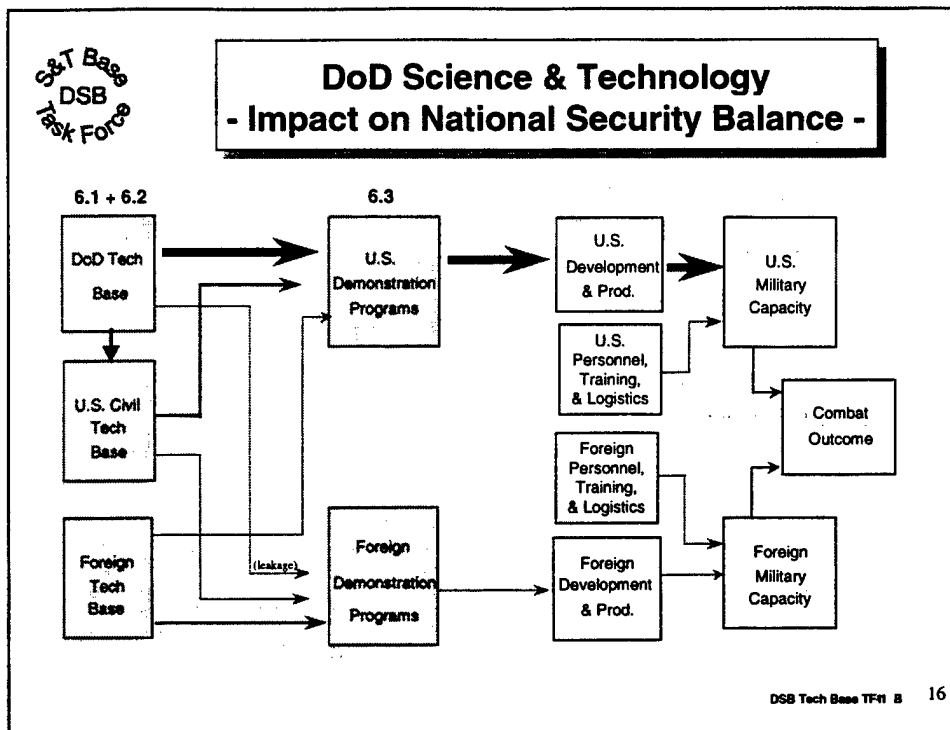 S&T Base
DSB
Task Force
DoD Science & Technology
- Impact on National Security Balance -
6.1 + 6.2
6.3
DoD Tech
Base
U.S. Civil
Tech
Base
Foreign
Tech
Base
(leakage)
U.S.
Demonstration
Programs
Foreign
Demonstration
Programs
U.S.
Development
& Prod.
U.S.
Personnel,
Training,
& Logistics
Foreign
Personnel,
Training,
& Logistics
Foreign
Development
& Prod.
U.S.
Military
Capacity
Combat
Outcome
Foreign
Military
Capacity
DSB Tech Base B 16